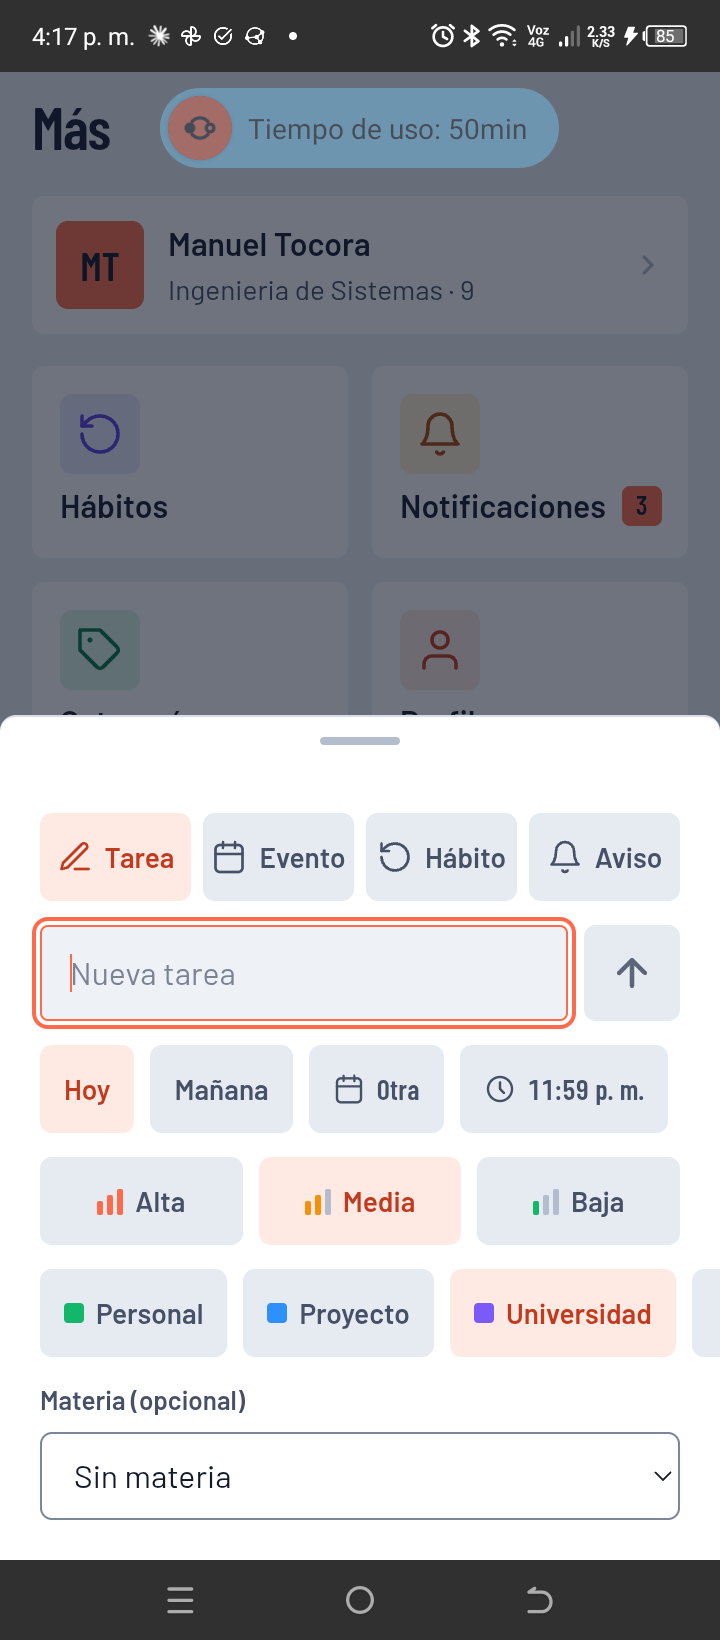 4:17 p. m.
Voz 4G 2.33 K/S 85
Más
Tiempo de uso: 50min
MT
Manuel Tocora
Ingenieria de Sistemas · 9
Hábitos
Notificaciones 3
Tarea Evento Hábito Aviso
Nueva tarea
Hoy Mañana Otra 11:59 p. m.
Alta Media Baja
Personal Proyecto Universidad
Materia (opcional)
Sin materia